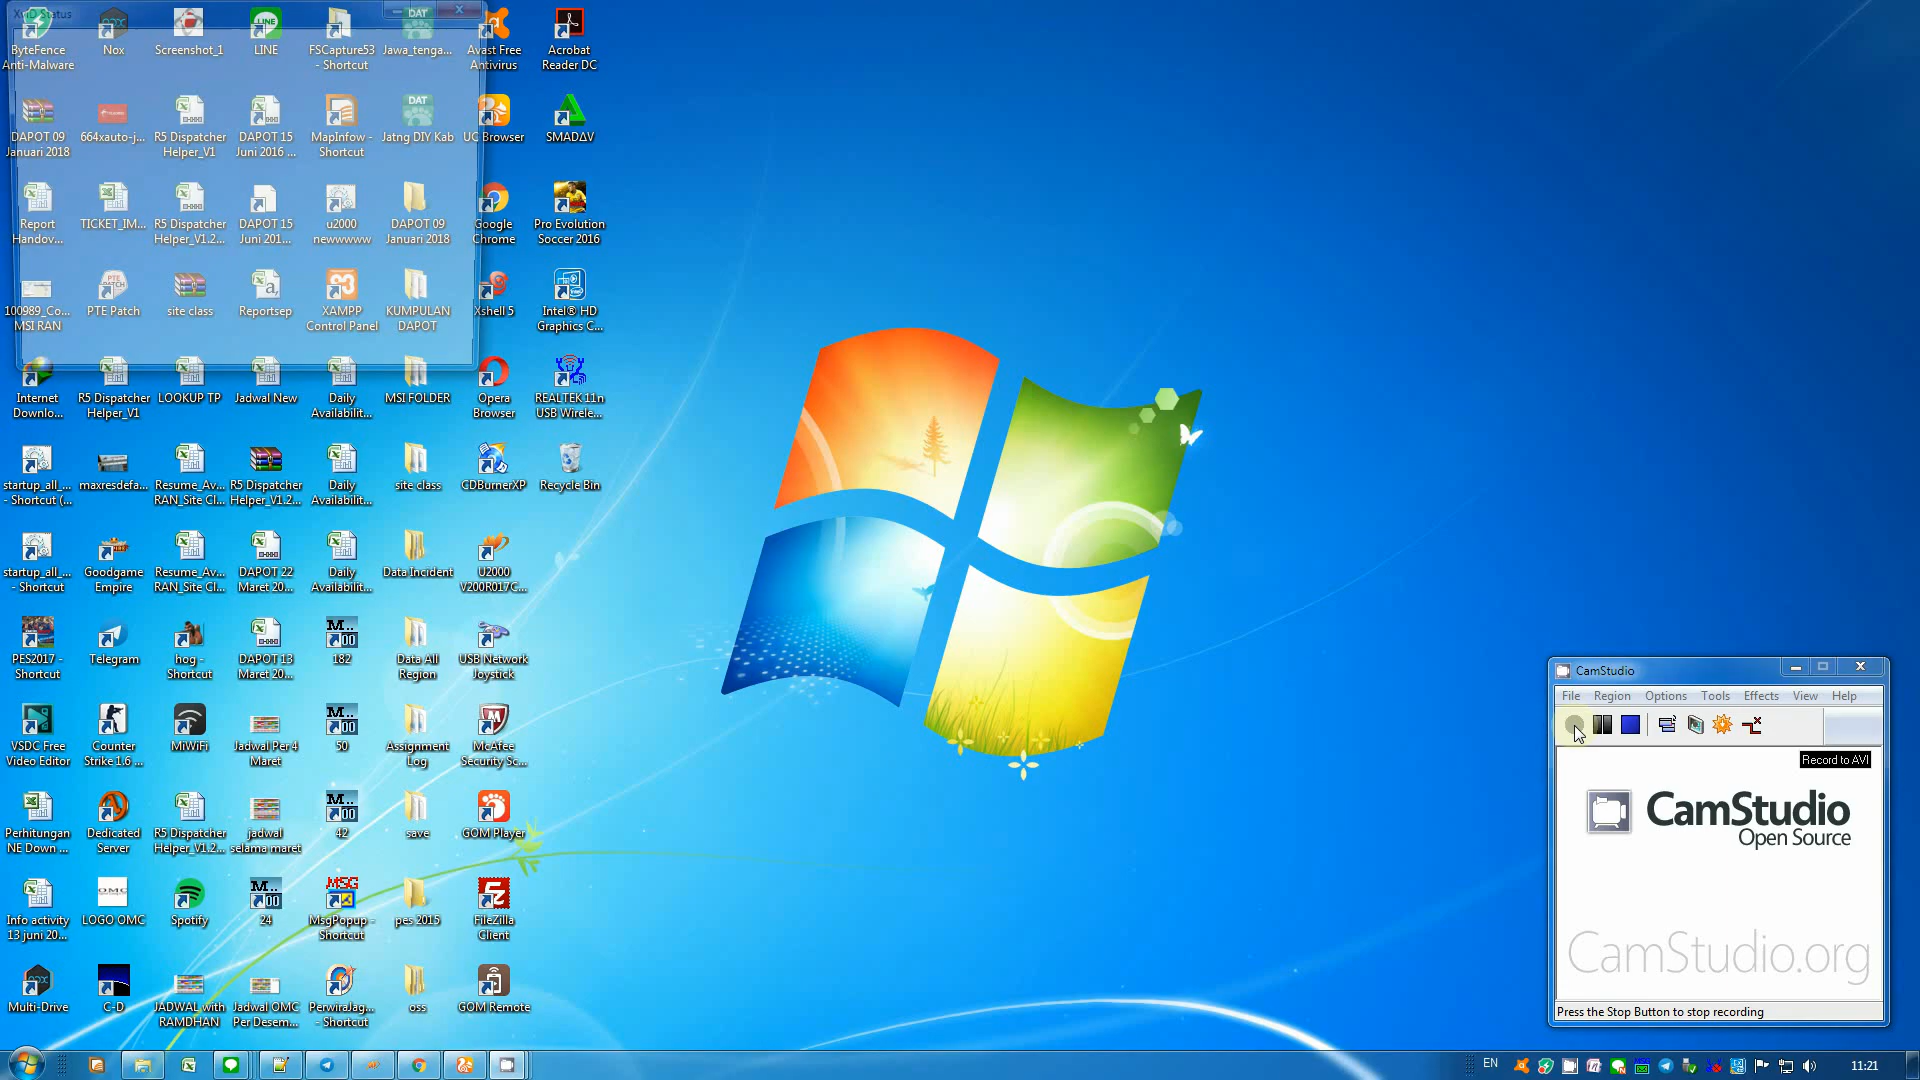 XviD Status
ByteFence
Anti-Malware
Nox
Screenshot_1
LINE
FSCapture53
- Shortcut
DAT
Jawa_tenga...
Avast Free
Antivirus
Acrobat
Reader DC
DAPOT 09
Januari 2018
664xauto-j...
R5 Dispatcher
Helper_V1
DAPOT 15
Juni 2016 ...
MapInfow -
Shortcut
DAT
Jatng DIY Kab
UC Browser
SMADΔV
Report
Handov...
TICKET_IM...
R5 Dispatcher
Helper_V1.2...
DAPOT 15
Juni 201...
u2000
newwwww
DAPOT 09
Januari 2018
Google
Chrome
Pro Evolution
Soccer 2016
100989_Co...
MSI RAN
PTE Patch
site class
Reportsep
XAMPP
Control Panel
KUMPULAN
DAPOT
Xshell 5
Intel® HD
Graphics C...
Internet
Downlo...
R5 Dispatcher
Helper_V1
LOOKUP TP
Jadwal New
Daily
Availabilit...
MSI FOLDER
Opera
Browser
REALTEK 11n
USB Wirele...
startup_all_...
- Shortcut (...
maxresdefa...
Resume_Av...
RAN_Site Cl...
R5 Dispatcher
Helper_V1.2...
Daily
Availabilit...
site class
CDBurnerXP
Recycle Bin
startup_all_...
- Shortcut
Goodgame
Empire
Resume_Av...
RAN_Site Cl...
DAPOT 22
Maret 20...
Daily
Availabilit...
Data Incident
U2000
V200R017C...
PES2017 -
Shortcut
Telegram
hog -
Shortcut
DAPOT 13
Maret 20...
M..
00
182
Data All
Region
USB Network
Joystick
VSDC Free
Video Editor
Counter
Strike 1.6 ...
MiWiFi
Jadwal Per 4
Maret
M..
00
50
Assignment
Log
McAfee
Security Sc...
Perhitungan
NE Down ...
Dedicated
Server
R5 Dispatcher
Helper_V1.2...
jadwal
selama maret
M..
00
42
save
GOM Player
Info activity
13 juni 20...
OMC
LOGO OMC
Spotify
M..
00
24
MSG
MsgPopup -
Shortcut
pes 2015
FileZilla
Client
Multi-Drive
C-D
JADWAL with
RAMDHAN
Jadwal OMC
Per Desem...
PerwiraJag...
- Shortcut
oss
GOM Remote
CamStudio
File Region Options Tools Effects View Help
Record to AVI
CamStudio
Open Source
CamStudio.org
Press the Stop Button to stop recording
EN
11:21